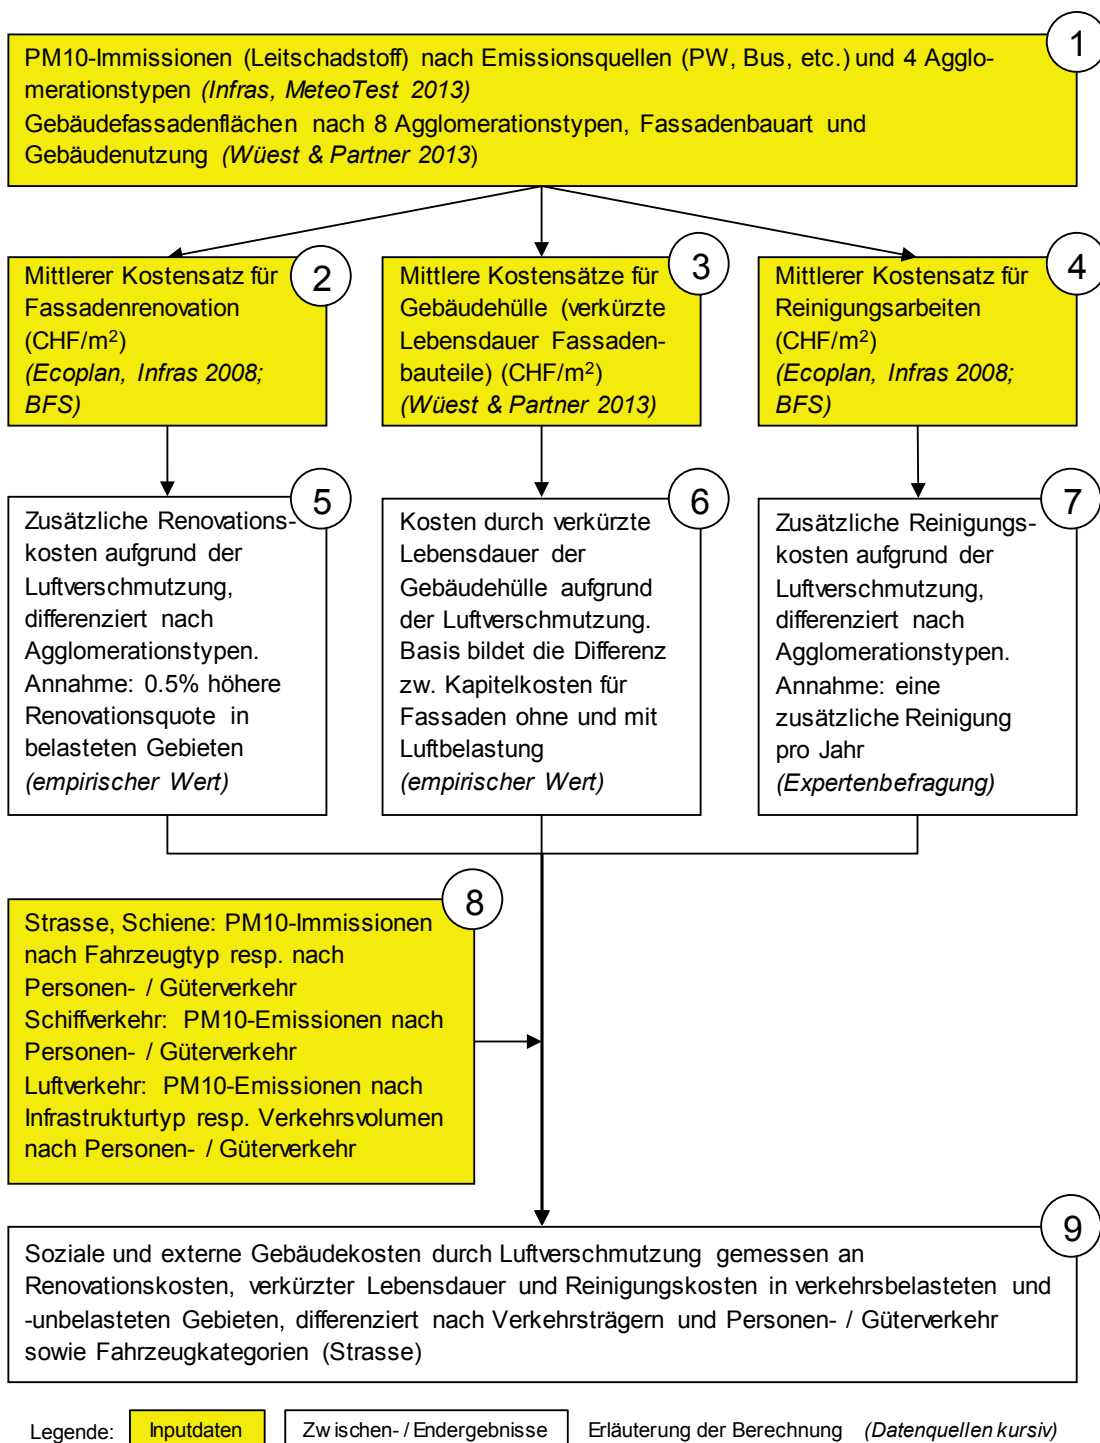 1
PM10-Immissionen (Leitschadstoff) nach Emissionsquellen (PW, Bus, etc.) und 4 Agglo-
merationstypen (Infras, MeteoTest 2013)
Gebäudefassadenflächen nach 8 Agglomerationstypen, Fassadenbauart und
Gebäudenutzung (Wüest & Partner 2013)
2
Mittlerer Kostensatz für
Fassadenrenovation
(CHF/m²)
(Ecoplan, Infras 2008;
BFS)
3
Mittlere Kostensätze für
Gebäudehülle (verkürzte
Lebensdauer Fassaden-
bauteile) (CHF/m²)
(Wüest & Partner 2013)
4
Mittlerer Kostensatz für
Reinigungsarbeiten
(CHF/m²)
(Ecoplan, Infras 2008;
BFS)
5
Zusätzliche Renovations-
kosten aufgrund der
Luftverschmutzung,
differenziert nach
Agglomerationstypen.
Annahme: 0.5% höhere
Renovationsquote in
belasteten Gebieten
(empirischer Wert)
6
Kosten durch verkürzte
Lebensdauer der
Gebäudehülle aufgrund
der Luftverschmutzung.
Basis bildet die Differenz
zw. Kapitelkosten für
Fassaden ohne und mit
Luftbelastung
(empirischer Wert)
7
Zusätzliche Reinigungs-
kosten aufgrund der
Luftverschmutzung,
differenziert nach
Agglomerationstypen.
Annahme: eine
zusätzliche Reinigung
pro Jahr
(Expertenbefragung)
8
Strasse, Schiene: PM10-Immissionen
nach Fahrzeugtyp resp. nach
Personen- / Güterverkehr
Schiffverkehr: PM10-Emissionen nach
Personen- / Güterverkehr
Luftverkehr: PM10-Emissionen nach
Infrastrukturtyp resp. Verkehrsvolumen
nach Personen- / Güterverkehr
9
Soziale und externe Gebäudekosten durch Luftverschmutzung gemessen an
Renovationskosten, verkürzter Lebensdauer und Reinigungskosten in verkehrsbelasteten und
-unbelasteten Gebieten, differenziert nach Verkehrsträgern und Personen- / Güterverkehr
sowie Fahrzeugkategorien (Strasse)
Legende: Inputdaten Zwischen- / Endergebnisse Erläuterung der Berechnung (Datenquellen kursiv)